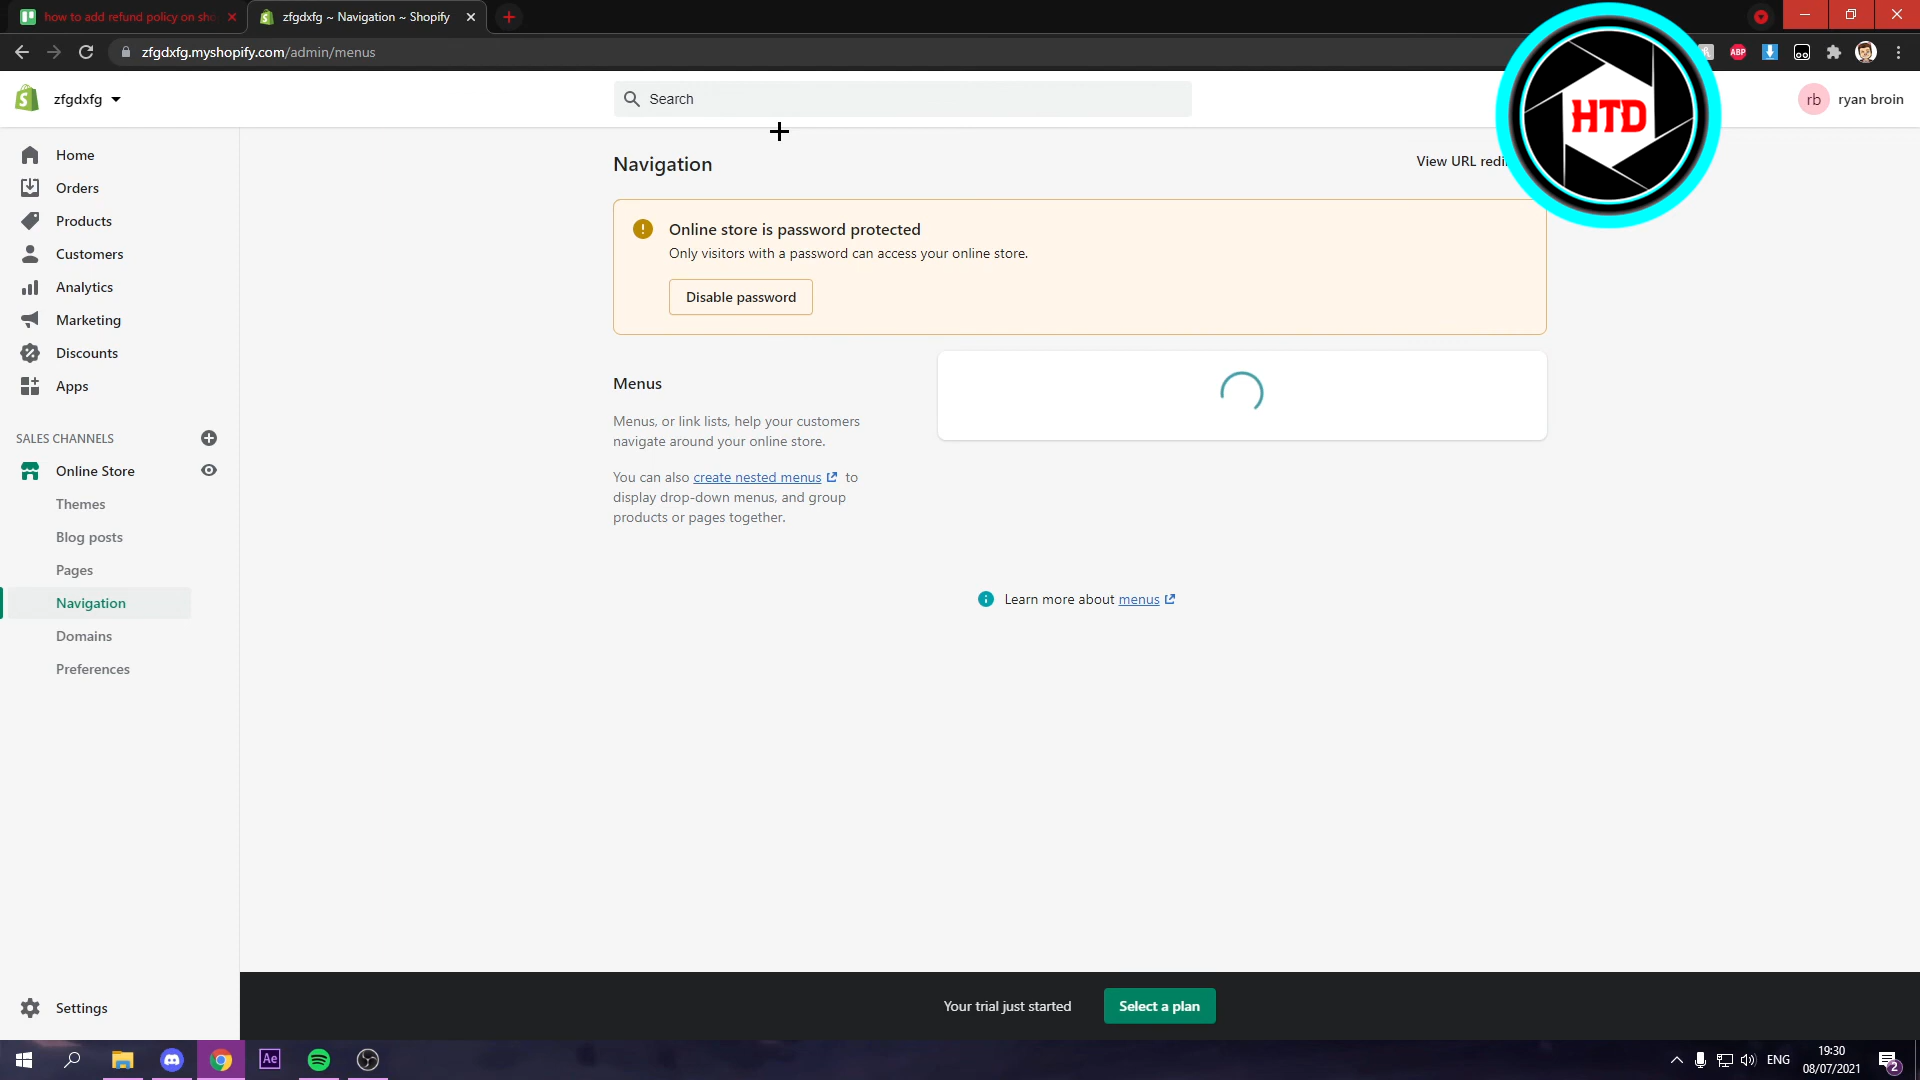 how to add refund policy on sho
zfgdxfg ~ Navigation ~ Shopify
zfgdxfg.myshopify.com/admin/menus
ABP
zfgdxfg
Search
HTD
rb
ryan broin
Home
Orders
Products
Customers
Analytics
Marketing
Discounts
Apps
SALES CHANNELS
Online Store
Themes
Blog posts
Pages
Navigation
Domains
Preferences
Settings
Navigation
View URL redi
Online store is password protected
Only visitors with a password can access your online store.
Disable password
Menus
Menus, or link lists, help your customers
navigate around your online store.
You can also create nested menus to
display drop-down menus, and group
products or pages together.
Learn more about menus
Your trial just started
Select a plan
Ae
ENG
19:30
08/07/2021
2